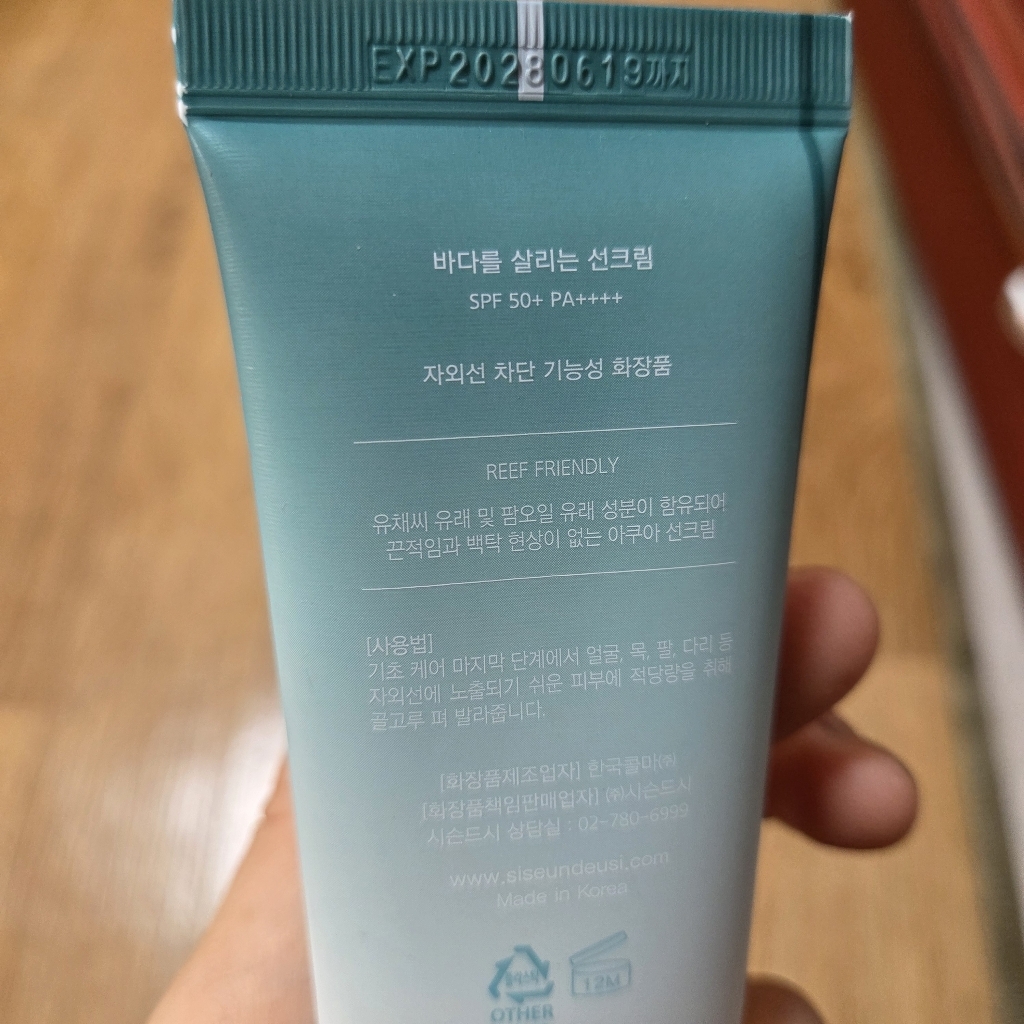 EXP 20280619까지
바다를 살리는 선크림
SPF 50+ PA++++
자외선 차단 기능성 화장품
REEF FRIENDLY
유채씨 유래 및 팜오일 유래 성분이 함유되어
끈적임과 백탁 현상이 없는 아쿠아 선크림
[사용법]
기초 케어 마지막 단계에서 얼굴, 목, 팔, 다리 등
자외선에 노출되기 쉬운 피부에 적당량을 취해
골고루 펴 발라줍니다.
[화장품제조업자] 한국콜마㈜
[화장품책임판매업자] ㈜시슨드시
시슨드시 상담실 : 02-780-6999
www.siseundeusi.com
Made in Korea
플라스틱
12M
OTHER